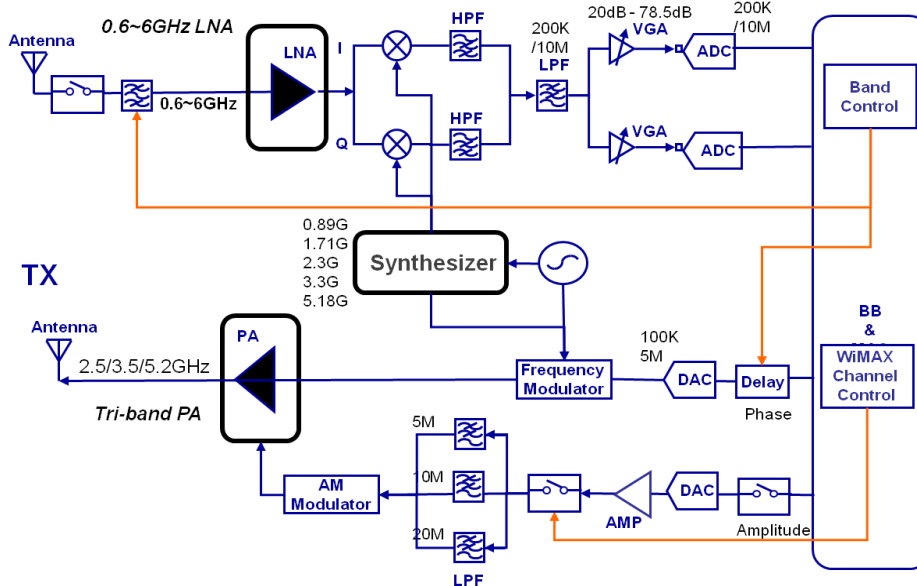 0.6~6GHz LNA
Antenna
0.6~6GHz
LNA
I
Q
HPF
HPF
200K
/10M
LPF
20dB - 78.5dB
VGA
VGA
ADC
ADC
200K
/10M
Band
Control
0.89G
1.71G
2.3G
3.3G
5.18G
Synthesizer
TX
Antenna
2.5/3.5/5.2GHz
Tri-band PA
PA
Frequency
Modulator
100K
5M
DAC
Delay
Phase
BB
&
WiMAX
Channel
Control
5M
10M
20M
LPF
AM
Modulator
AMP
DAC
Amplitude